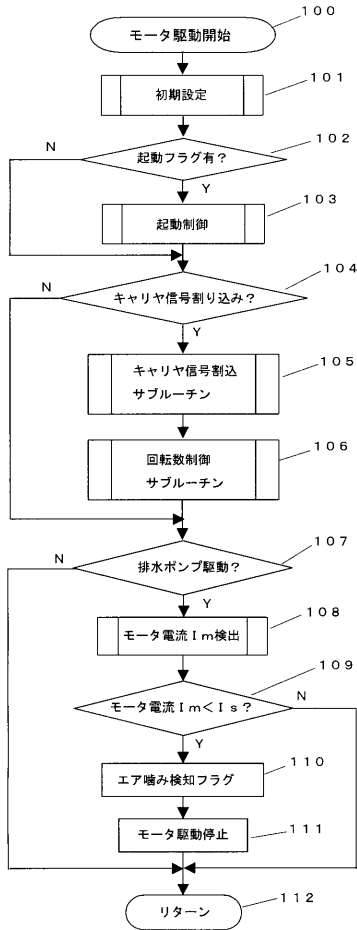 100
モータ駆動開始
101
初期設定
102
N
起動フラグ有？
Y
103
起動制御
104
N
キャリヤ信号割り込み？
Y
105
キャリヤ信号割込
サブルーチン
106
回転数制御
サブルーチン
107
N
排水ポンプ駆動？
Y
108
モータ電流Ｉｍ検出
109
N
モータ電流Ｉｍ＜Ｉｓ？
Y
110
エア噛み検知フラグ
111
モータ駆動停止
112
リターン